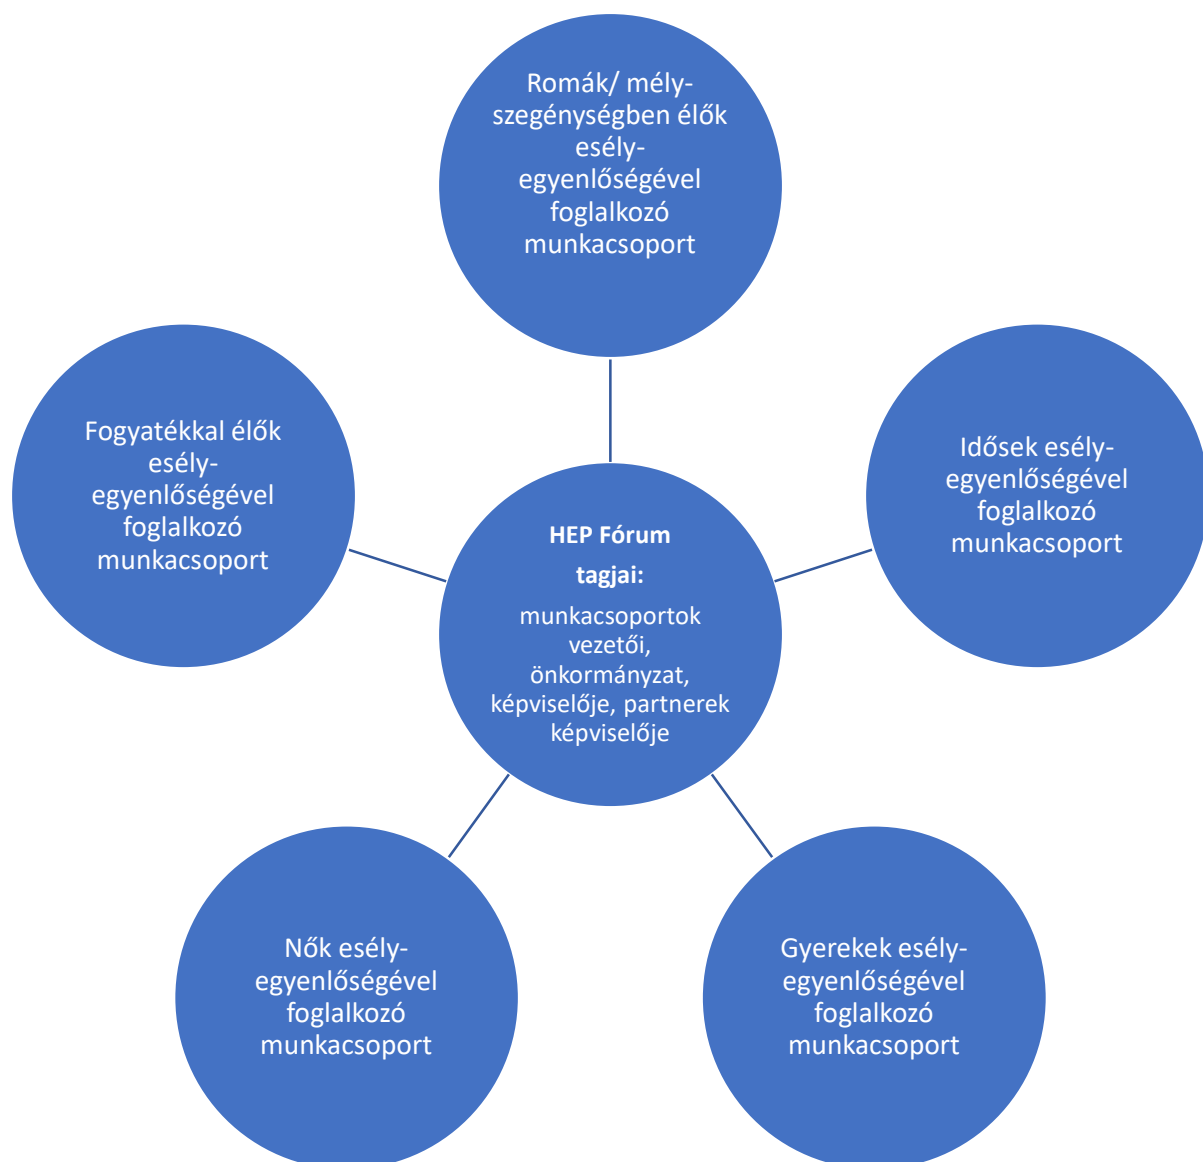 Romák/ mély-
szegénységben élők
esély-
egyenlőségével
foglalkozó
munkacsoport
Fogyatékkal élők
esély-
egyenlőségével
foglalkozó
munkacsoport
Idősek esély-
egyenlőségével
foglalkozó
munkacsoport
HEP Fórum
tagjai:
munkacsoportok
vezetői,
önkormányzat,
képviselője, partnerek
képviselője
Nők esély-
egyenlőségével
foglalkozó
munkacsoport
Gyerekek esély-
egyenlőségével
foglalkozó
munkacsoport